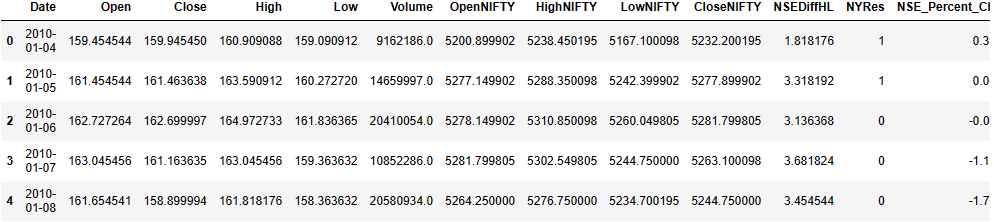 Date Open Close High Low Volume OpenNIFTY HighNIFTY LowNIFTY CloseNIFTY NSEDiffHL NYRes NSE_Percent_C
0 2010-01-04 159.454544 159.945450 160.909088 159.090912 9162186.0 5200.899902 5238.450195 5167.100098 5232.200195 1.818176 1 0.3
1 2010-01-05 161.454544 161.463638 163.590912 160.272720 14659997.0 5277.149902 5288.350098 5242.399902 5277.899902 3.318192 1 0.0
2 2010-01-06 162.727264 162.699997 164.972733 161.836365 20410054.0 5278.149902 5310.850098 5260.049805 5281.799805 3.136368 0 -0.0
3 2010-01-07 163.045456 161.163635 163.045456 159.363632 10852286.0 5281.799805 5302.549805 5244.750000 5263.100098 3.681824 0 -1.1
4 2010-01-08 161.654541 158.899994 161.818176 158.363632 20580934.0 5264.250000 5276.750000 5234.700195 5244.750000 3.454544 0 -1.7